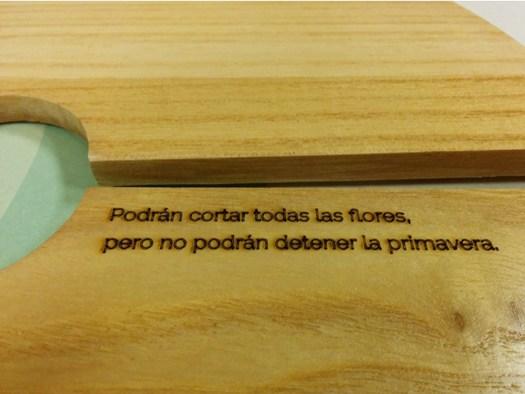 Podrán cortar todas las flores,
pero no podrán detener la primavera.